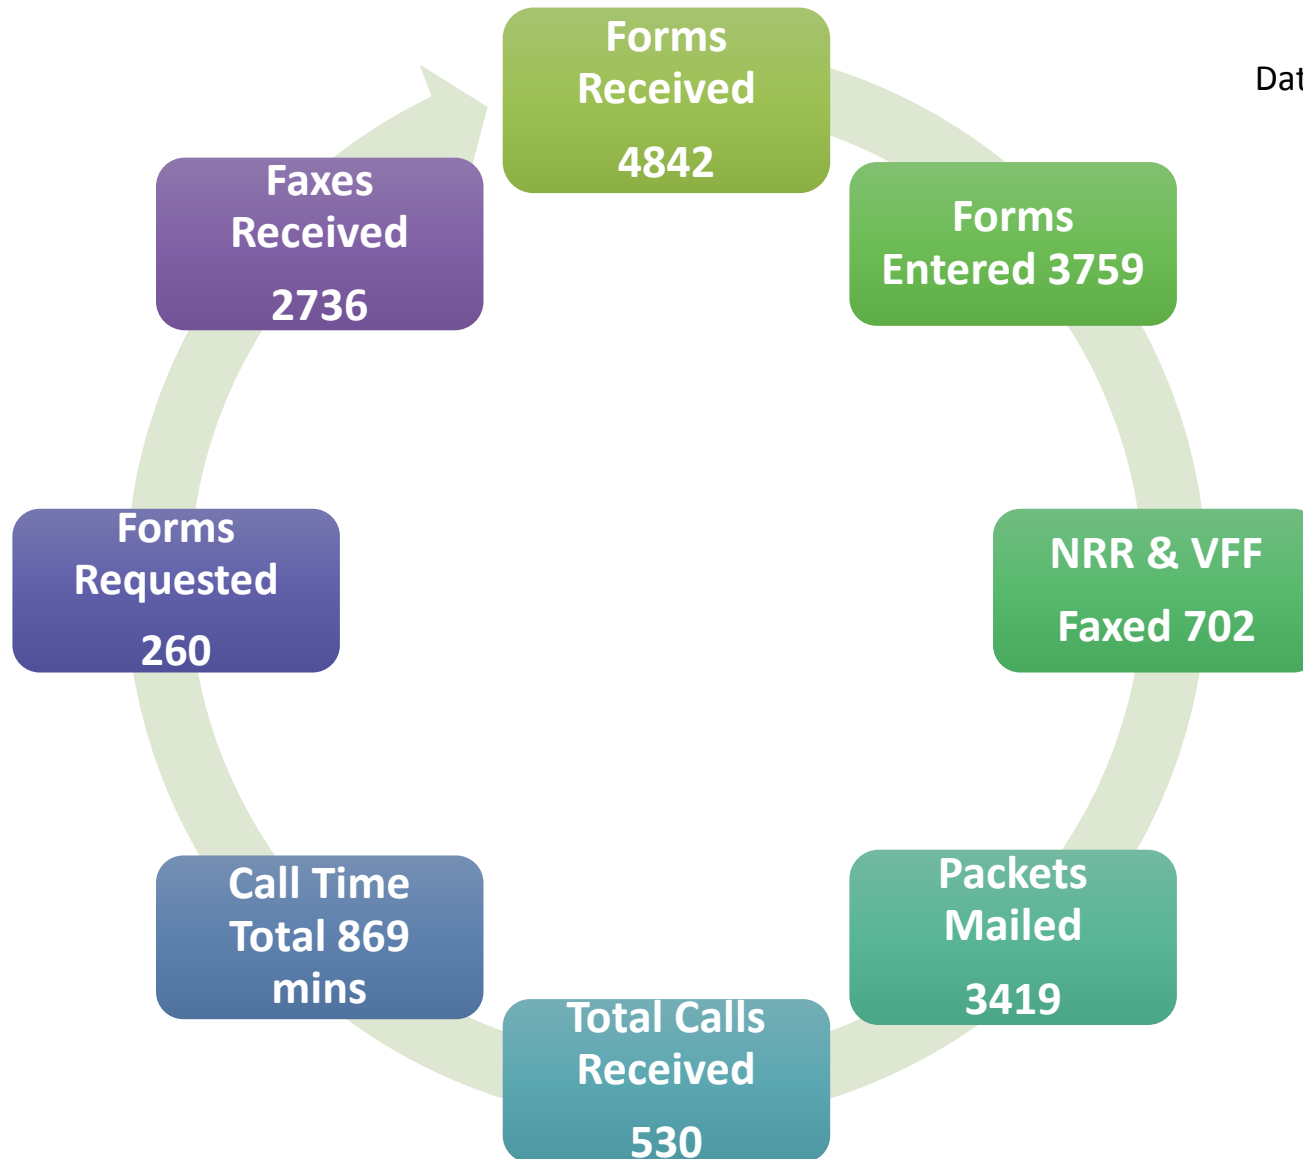 Forms
Received
4842
Dat
Forms
Entered 3759
NRR & VFF
Faxed 702
Packets
Mailed
3419
Total Calls
Received
530
Call Time
Total 869
mins
Forms
Requested
260
Faxes
Received
2736